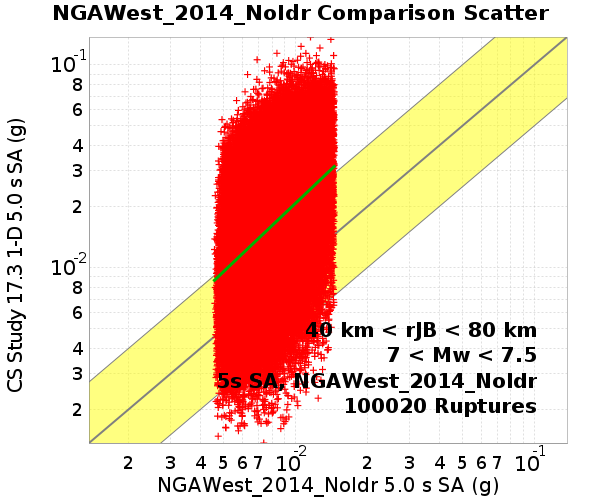 NGAWest_2014_NoIdr Comparison Scatter
CS Study 17.3 1-D 5.0 s SA (g)
10⁻¹
8
6
4
3
2
10⁻²
8
6
4
3
2
40 km < rJB < 80 km
7 < Mw < 7.5
5s SA, NGAWest_2014_NoIdr
100020 Ruptures
2 3 4 5 6 7 10⁻² 2 3 4 5 6 7 10⁻¹
NGAWest_2014_NoIdr 5.0 s SA (g)